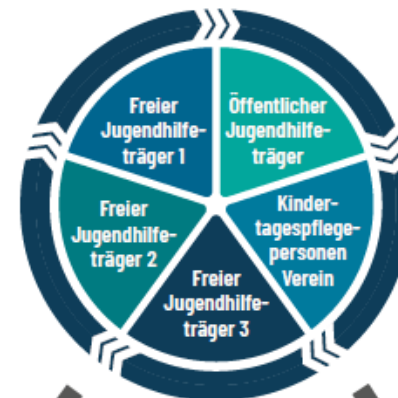 Freier
Jugendhilfe-
träger 1
Öffentlicher
Jugendhilfe-
träger
Kinder-
tagespflege-
personen
Verein
Freier
Jugendhilfe-
träger 3
Freier
Jugendhilfe-
träger 2